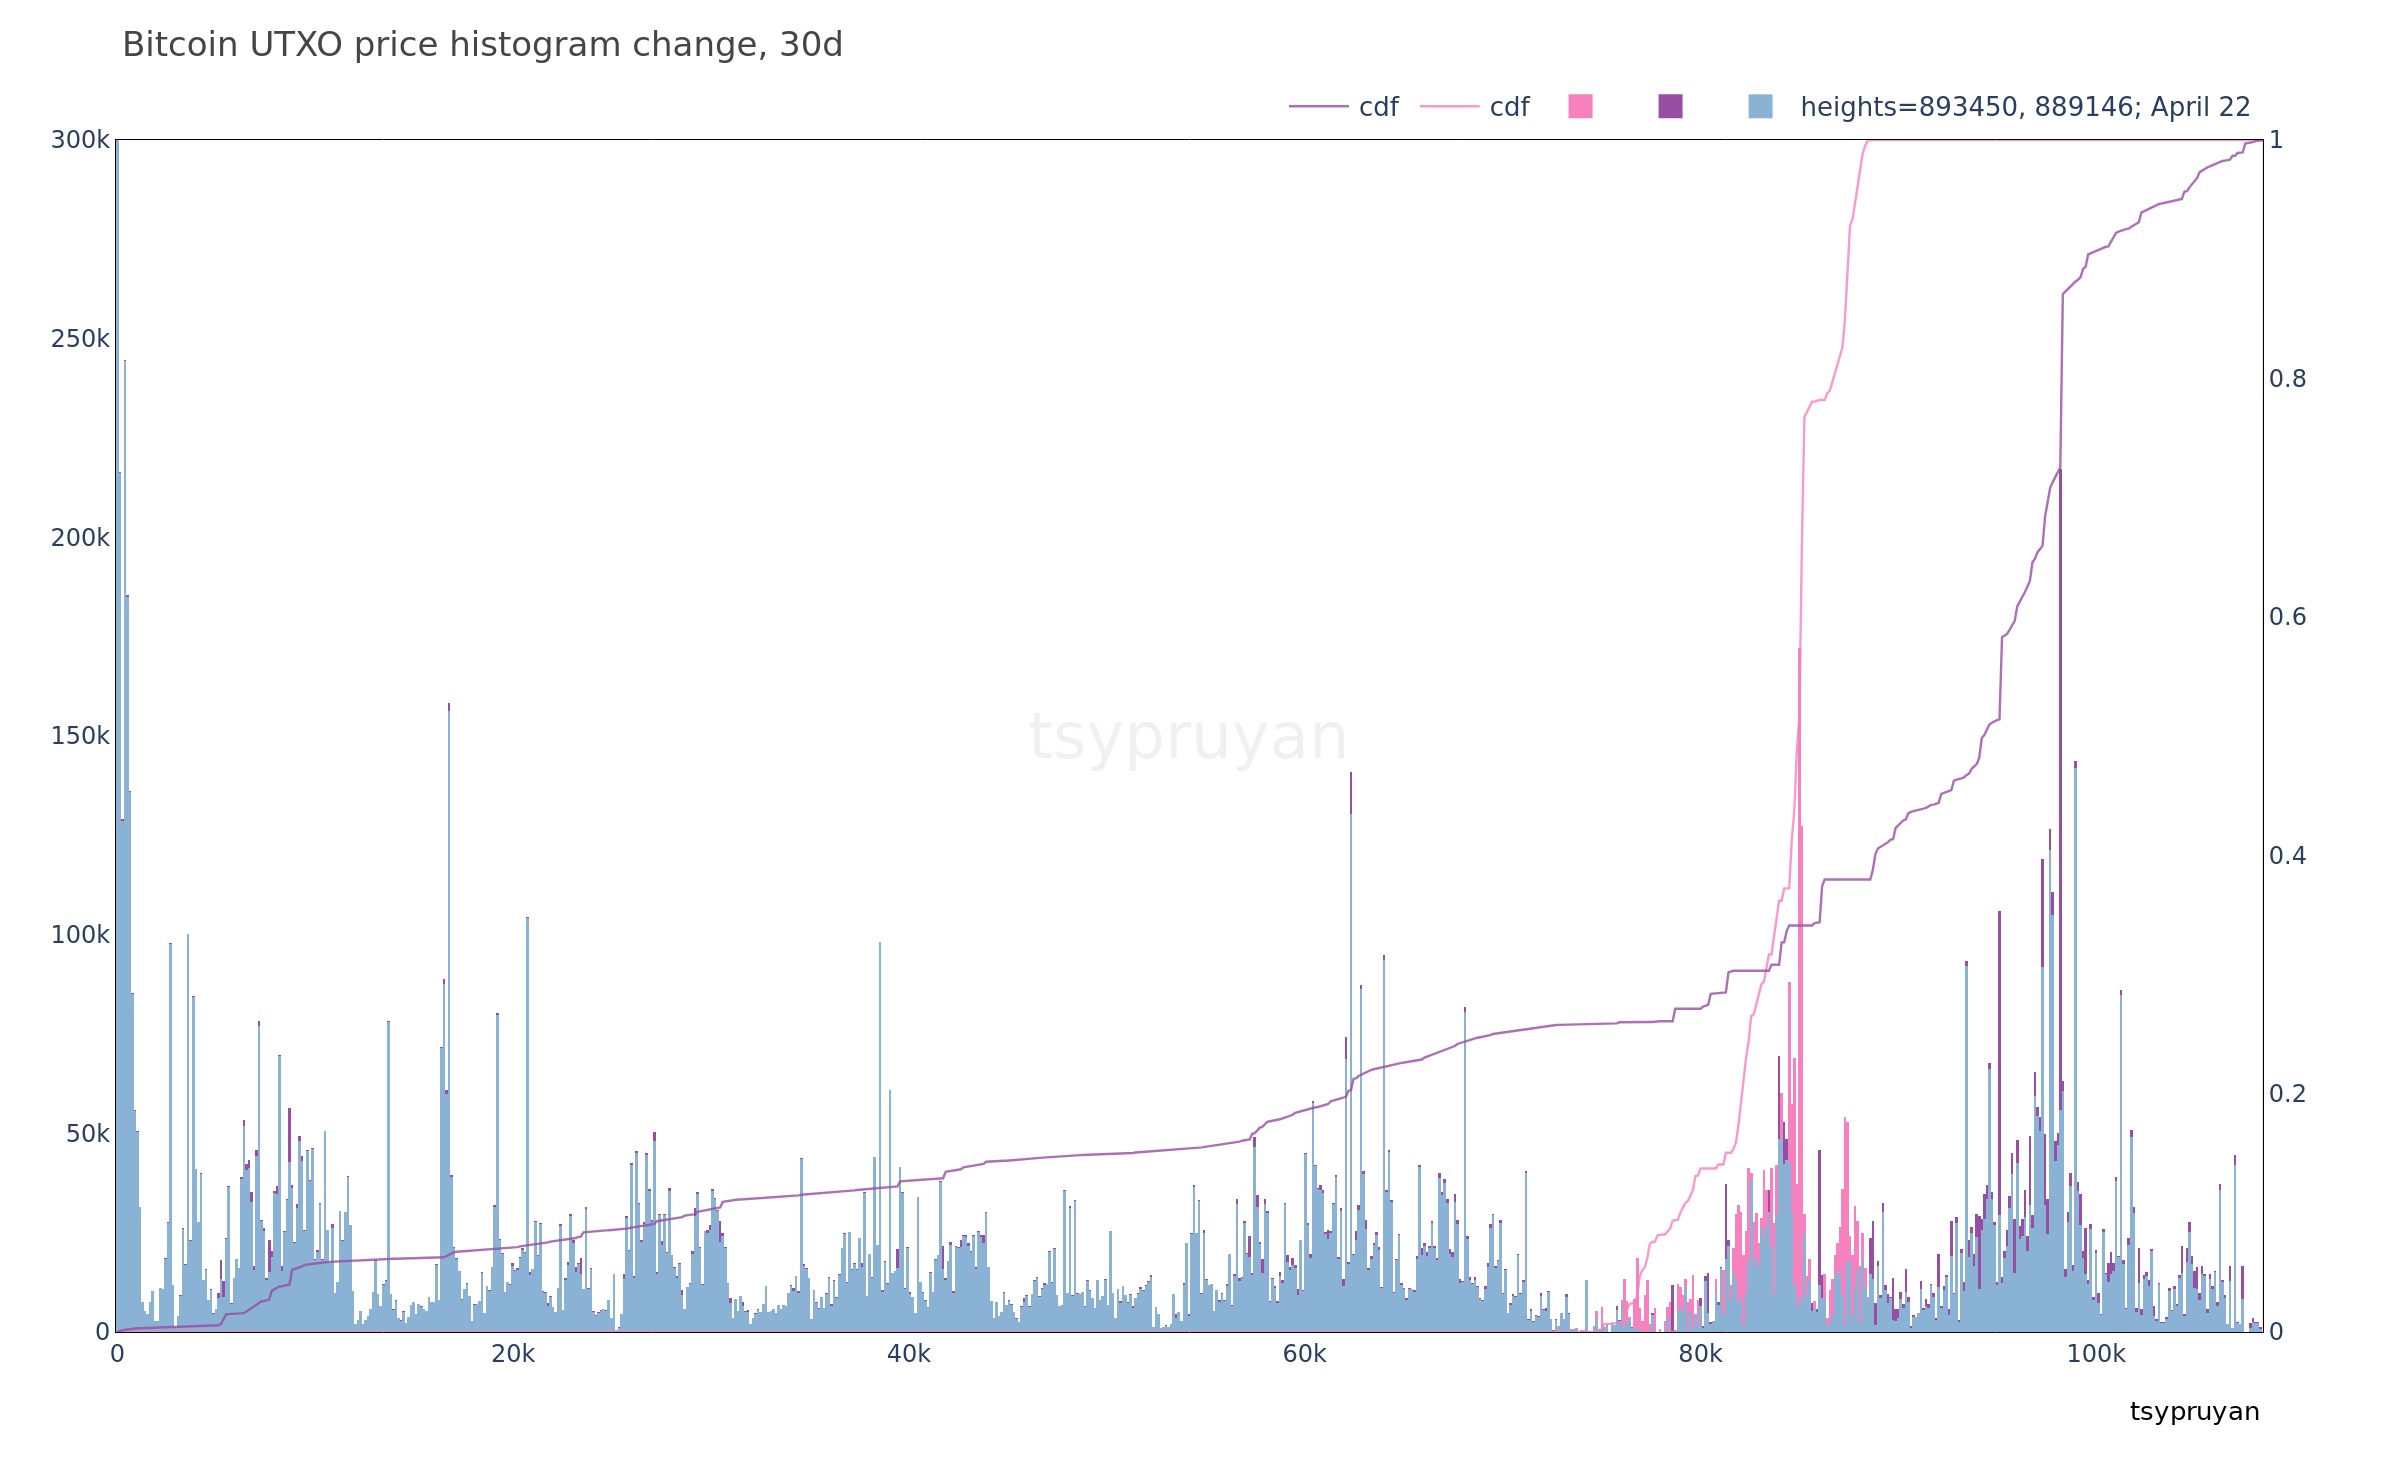 Bitcoin UTXO price histogram change, 30d
cdf cdf heights=893450, 889146; April 22
300k 1
250k
0.8
200k
0.6
150k
tsypruyan
0.4
100k
0.2
50k
0 0
0 20k 40k 60k 80k 100k
tsypruyan